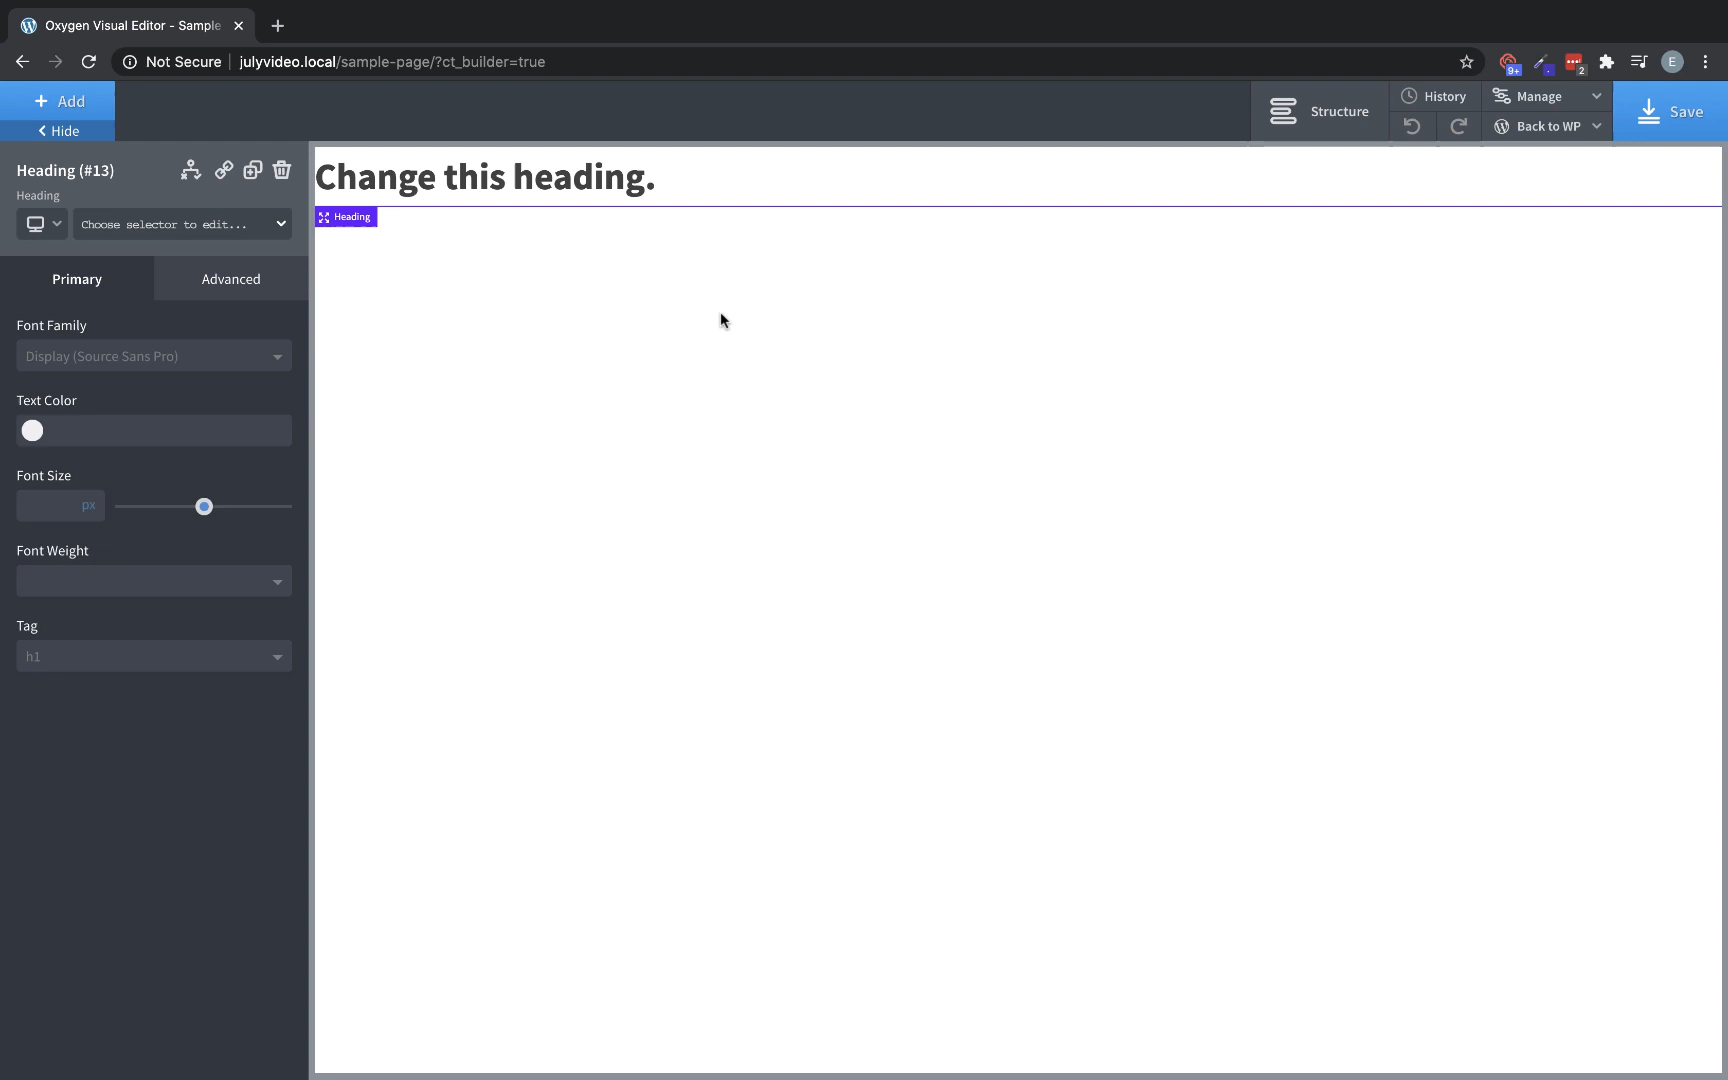 Oxygen Visual Editor - Sample
Not Secure
julyvideo.local/sample-page/?ct_builder=true
9+
2
E
Add
Hide
Structure
History
Manage
Back to WP
Save
Heading (#13)
Heading
Choose selector to edit...
Primary
Advanced
Font Family
Display (Source Sans Pro)
Text Color
Font Size
px
Font Weight
Tag
h1
Change this heading.
Heading